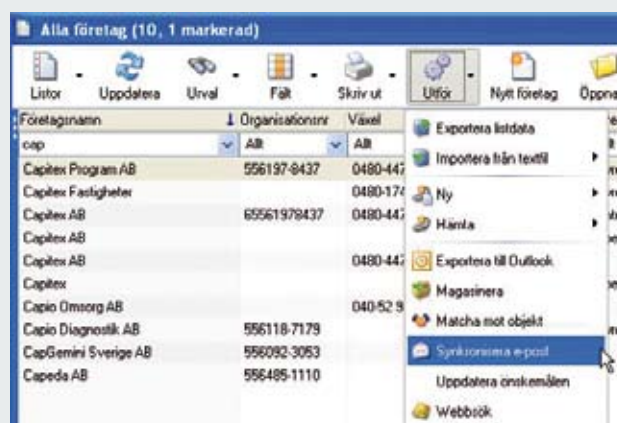 Alla företag (10, 1 markerad)
Listor Uppdatera Urval Fält Skriv ut Utför Nytt företag Öppna
Företagsnamn Organisationsnr Växel
cap Allt Allt
Capitex Program AB 556197-8437 0480-447
Capitex Fastigheter 0480-174
Capitex AB 65561978437 0480-447
Capitex AB
Capitex AB 0480-447
Capitex
Capio Omsorg AB 040-52 9
Capio Diagnostik AB 556118-7179
CapGemini Sverige AB 556092-3053
Capeda AB 556485-1110
Exportera listdata
Importera från textfil
Ny
Hämta
Exportera till Outlook
Magasinera
Matcha mot objekt
Synkronisera e-post
Uppdatera önskemålen
Webbsök